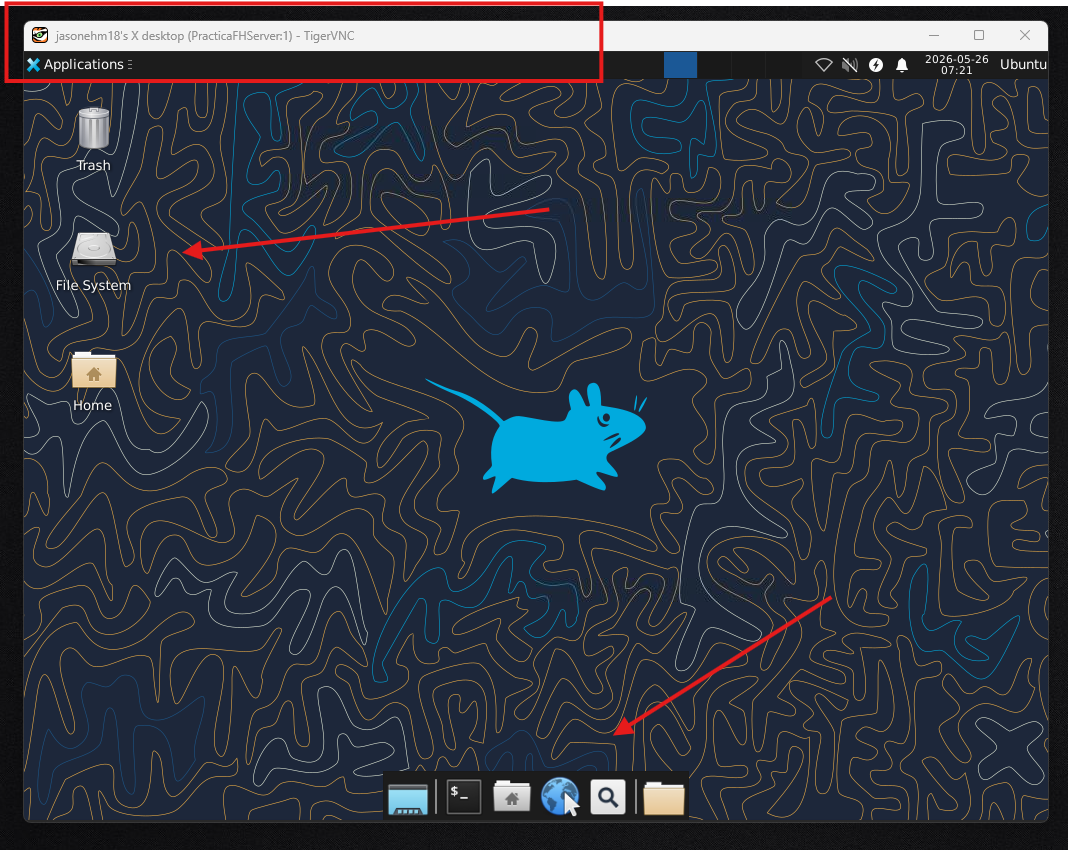 jasonehm18's X desktop (PracticaFHServer:1) - TigerVNC
Applications
2026-05-26
07:21
Ubuntu
Trash
File System
Home
$_